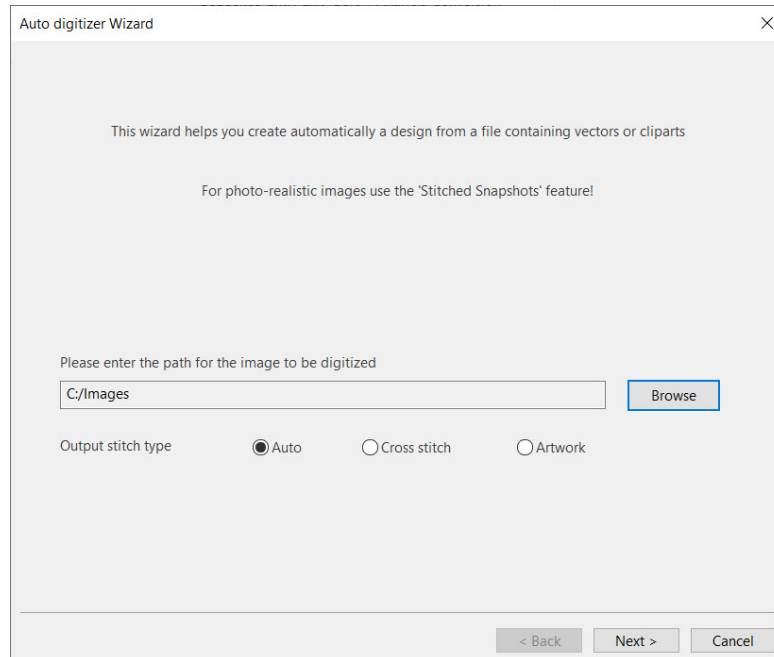 Auto digitizer Wizard
This wizard helps you create automatically a design from a file containing vectors or cliparts
For photo-realistic images use the 'Stitched Snapshots' feature!
Please enter the path for the image to be digitized
C:/Images
Browse
Output stitch type Auto Cross stitch Artwork
< Back Next > Cancel